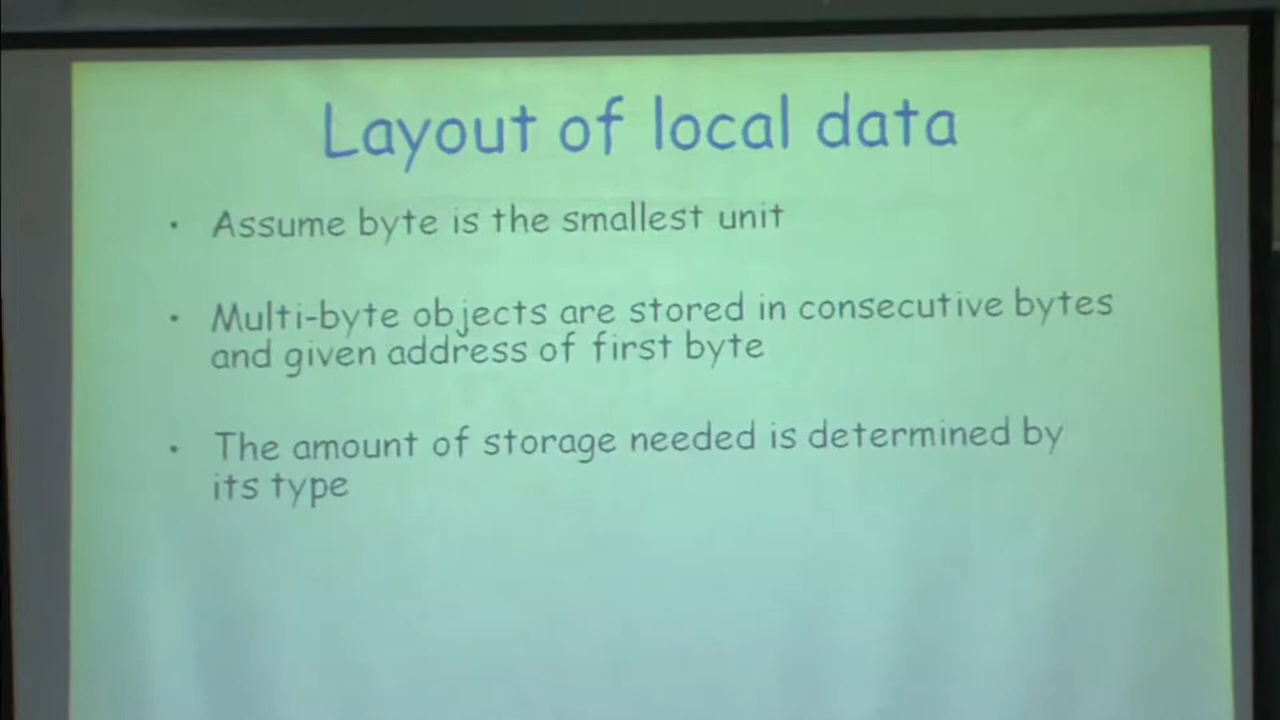 Layout of local data
• Assume byte is the smallest unit
• Multi-byte objects are stored in consecutive bytes
and given address of first byte
• The amount of storage needed is determined by
its type